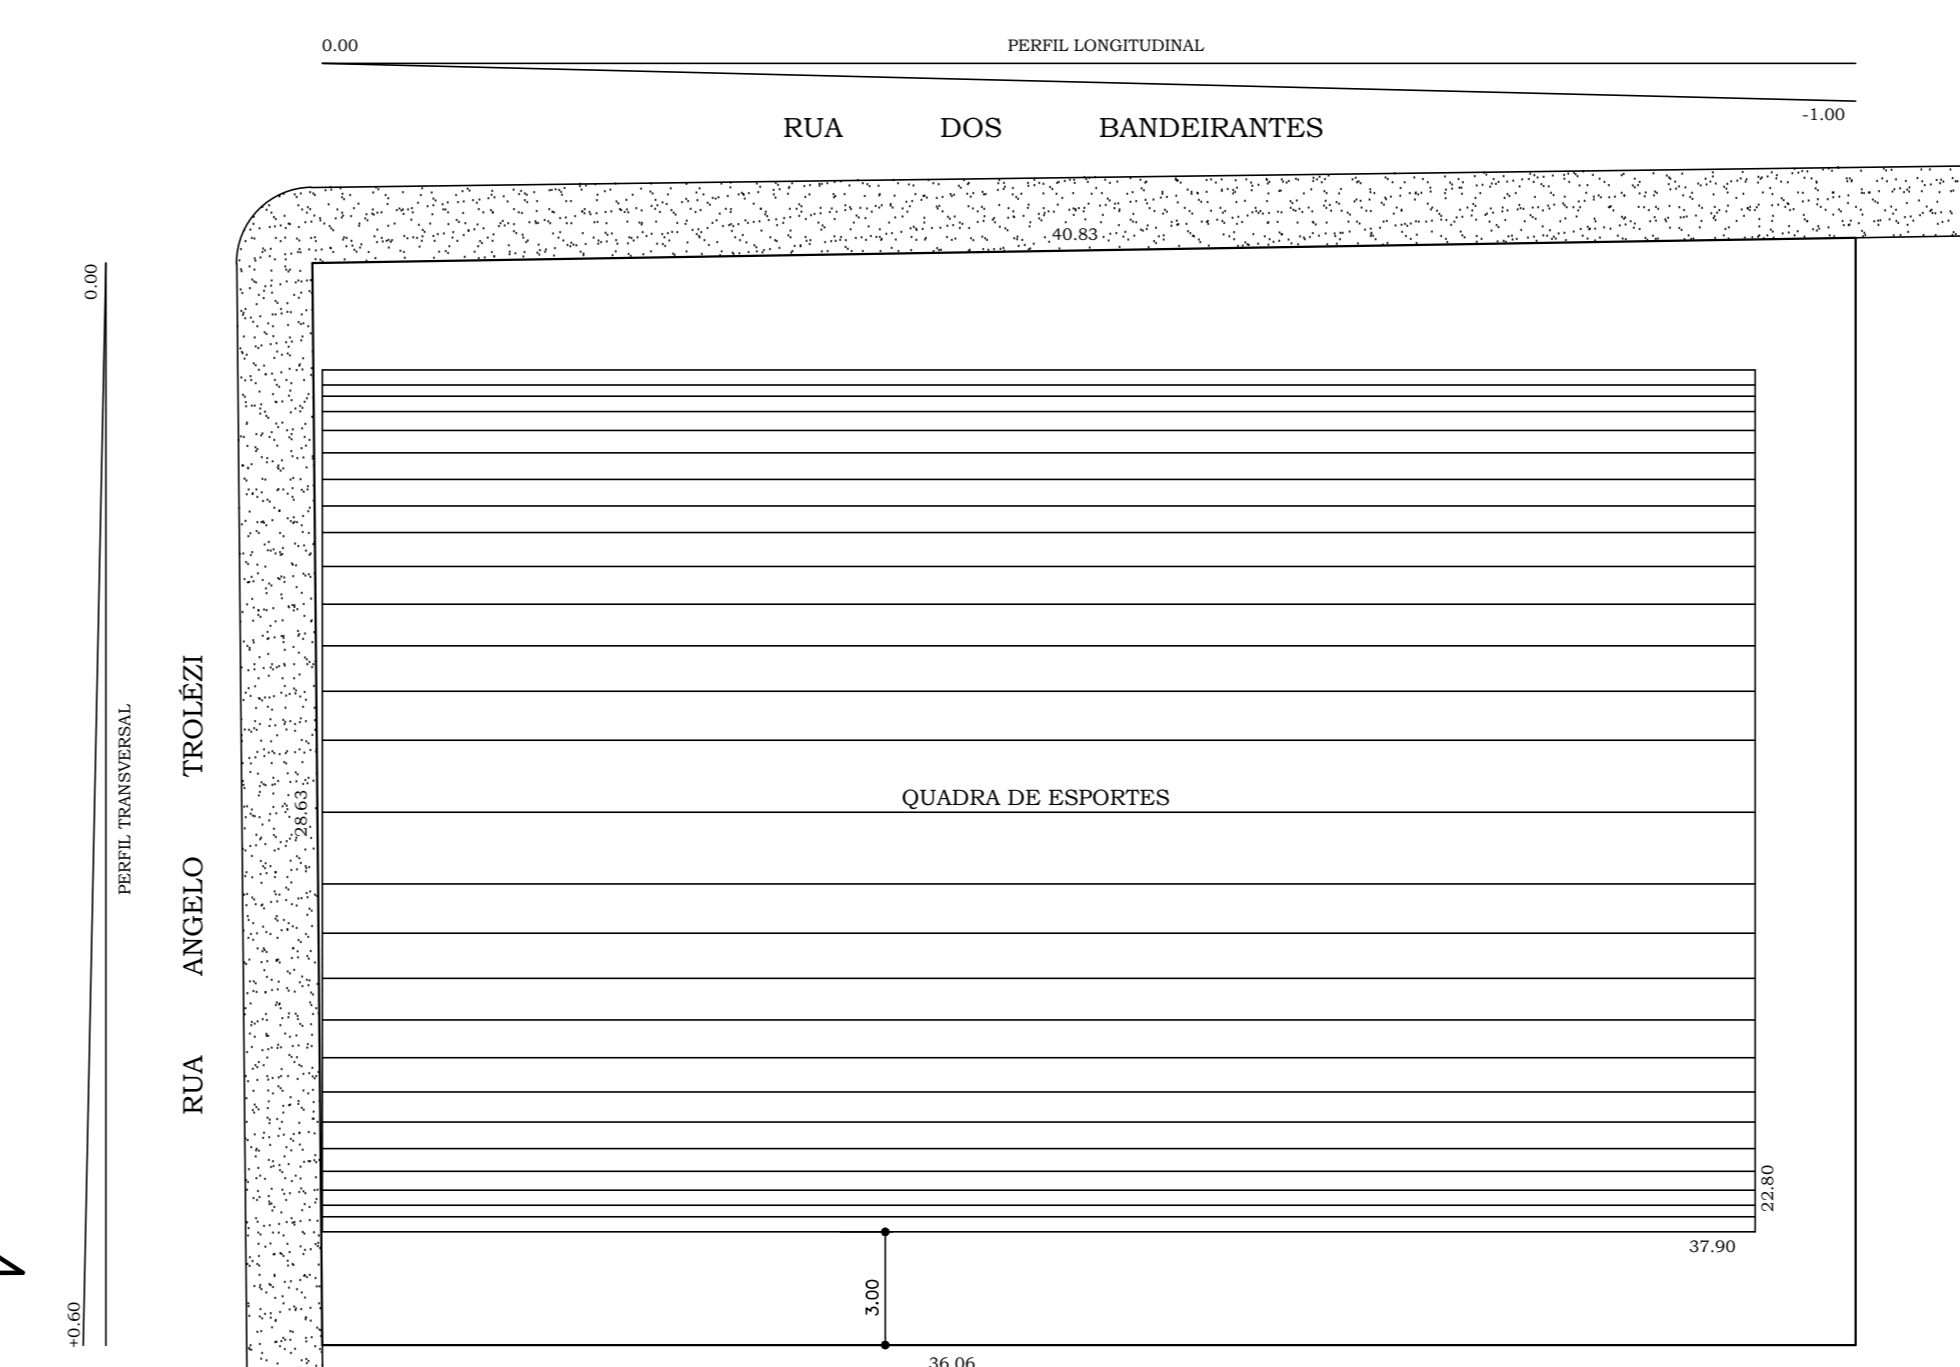 0.00
PERFIL LONGITUDINAL
-1.00
RUA DOS BANDEIRANTES
40.83
0.00
PERFIL TRANSVERSAL
+0.60
RUA ANGELO TROLÉZI
28.63
QUADRA DE ESPORTES
22.80
37.90
3.00
36.06